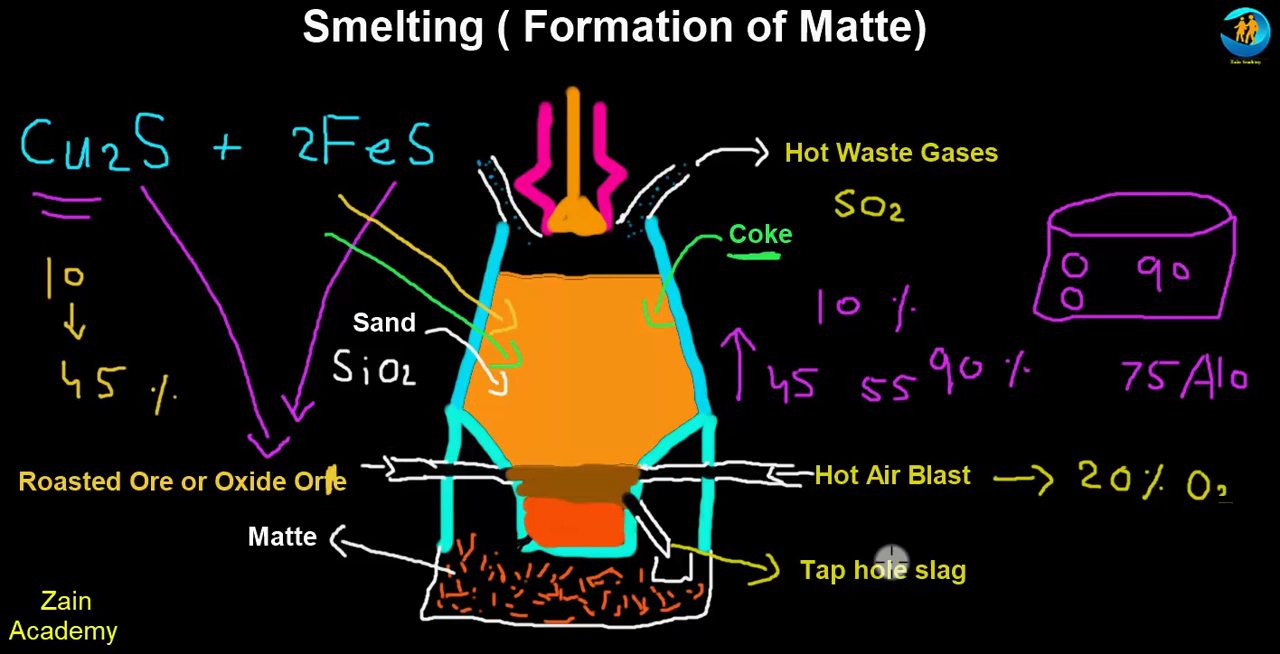 Smelting ( Formation of Matte)
Cu2S + 2FeS
Hot Waste Gases
SO2
Coke
10
45 %
Sand
SiO2
10 %
90
45 55 90 %
75/A10
Roasted Ore or Oxide Ore
Hot Air Blast
20% O2
Matte
Tap hole slag
Zain
Academy